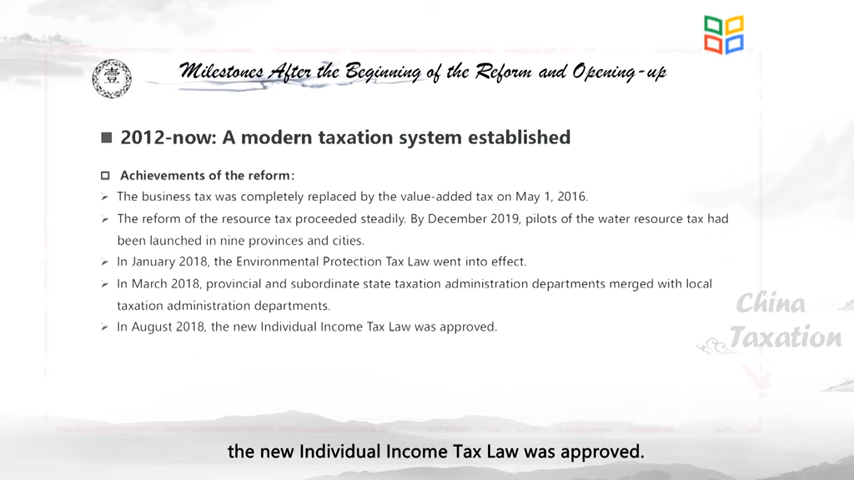 壹
Milestones After the Beginning of the Reform and Opening-up
■ 2012-now: A modern taxation system established
Achievements of the reform:
The business tax was completely replaced by the value-added tax on May 1, 2016.
The reform of the resource tax proceeded steadily. By December 2019, pilots of the water resource tax had
been launched in nine provinces and cities.
In January 2018, the Environmental Protection Tax Law went into effect.
In March 2018, provincial and subordinate state taxation administration departments merged with local
taxation administration departments.
In August 2018, the new Individual Income Tax Law was approved.
China
Taxation
the new Individual Income Tax Law was approved.